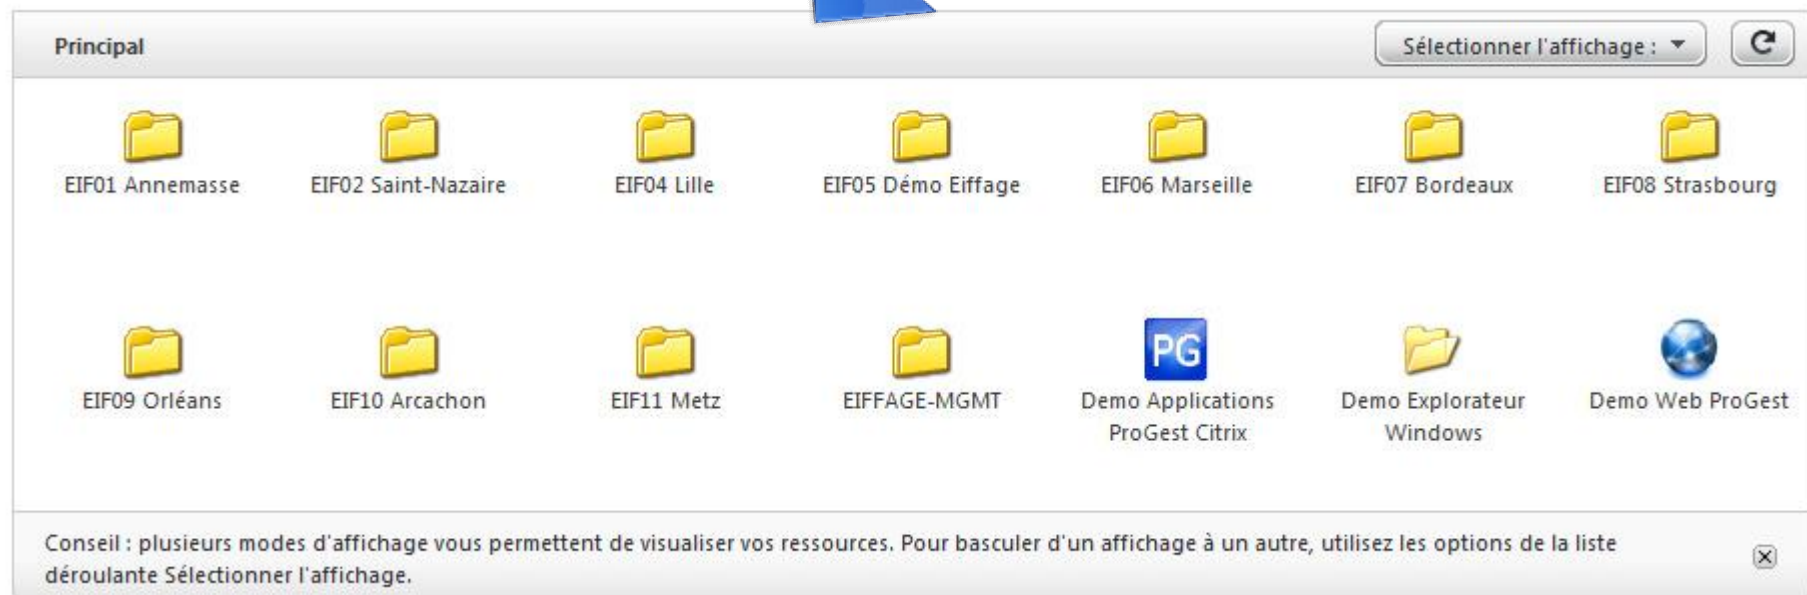 Principal
Sélectionner l'affichage :
EIF01 Annemasse
EIF02 Saint-Nazaire
EIF04 Lille
EIF05 Démo Eiffage
EIF06 Marseille
EIF07 Bordeaux
EIF08 Strasbourg
EIF09 Orléans
EIF10 Arcachon
EIF11 Metz
EIFFAGE-MGMT
PG
Demo Applications
ProGest Citrix
Demo Explorateur
Windows
Demo Web ProGest
Conseil : plusieurs modes d'affichage vous permettent de visualiser vos ressources. Pour basculer d'un affichage à un autre, utilisez les options de la liste
déroulante Sélectionner l'affichage.